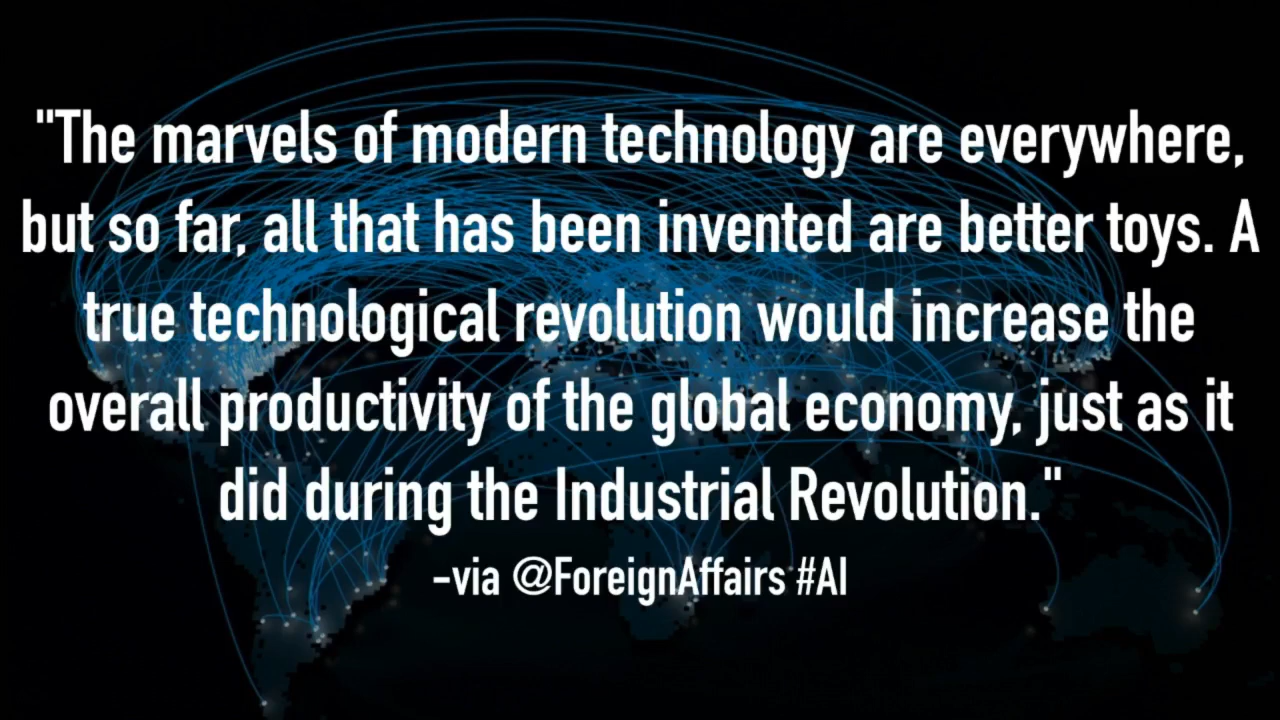 "The marvels of modern technology are everywhere,
but so far, all that has been invented are better toys. A
true technological revolution would increase the
overall productivity of the global economy, just as it
did during the Industrial Revolution."
-via @ForeignAffairs #AI